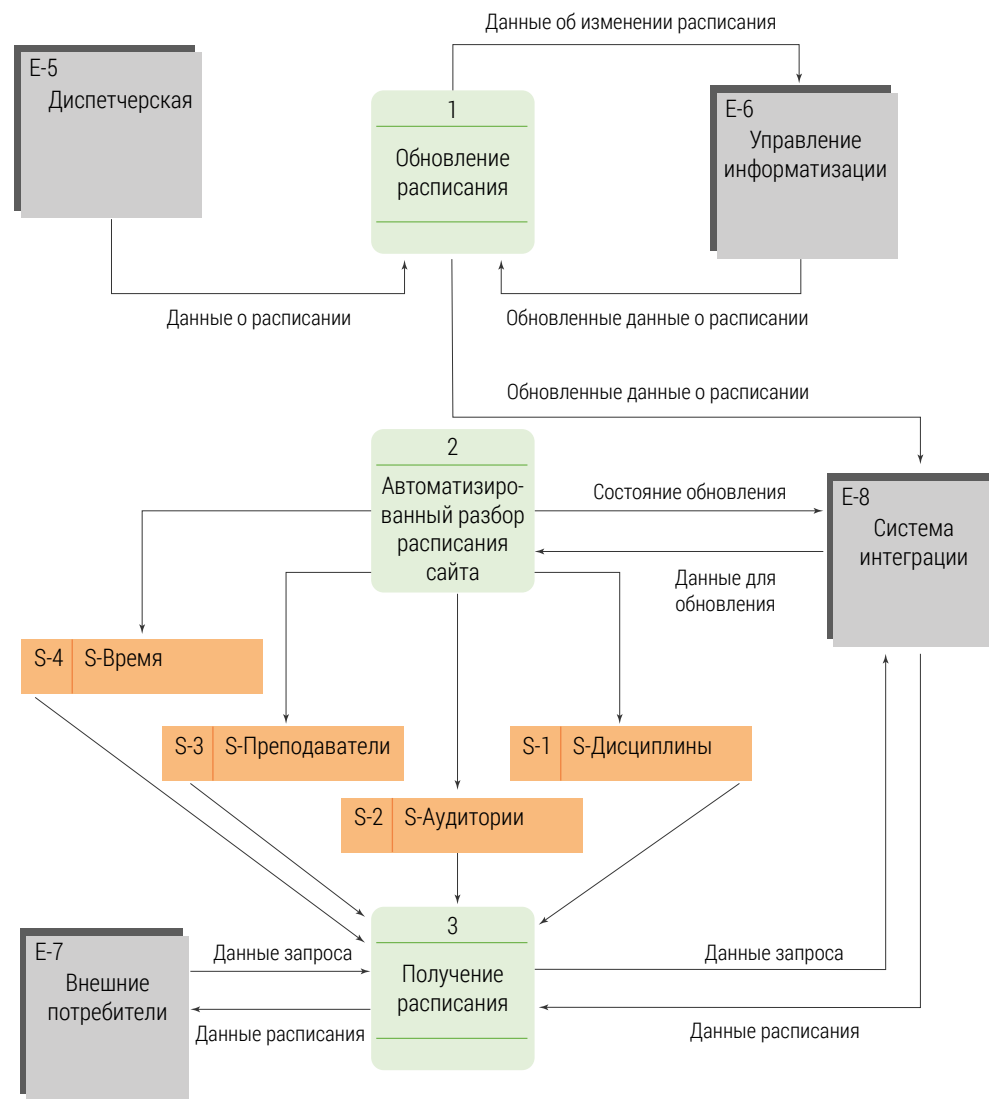 Данные об изменении расписания
E-5
Диспетчерская
1
Обновление
расписания
E-6
Управление
информатизации
Данные о расписании
Обновленные данные о расписании
Обновленные данные о расписании
2
Автоматизиро-
ванный разбор
расписания
сайта
Состояние обновления
E-8
Система
интеграции
Данные для
обновления
S-4 S-Время
S-3 S-Преподаватели
S-1 S-Дисциплины
S-2 S-Аудитории
3
Получение
расписания
E-7
Внешние
потребители
Данные запроса
Данные запроса
Данные расписания
Данные расписания